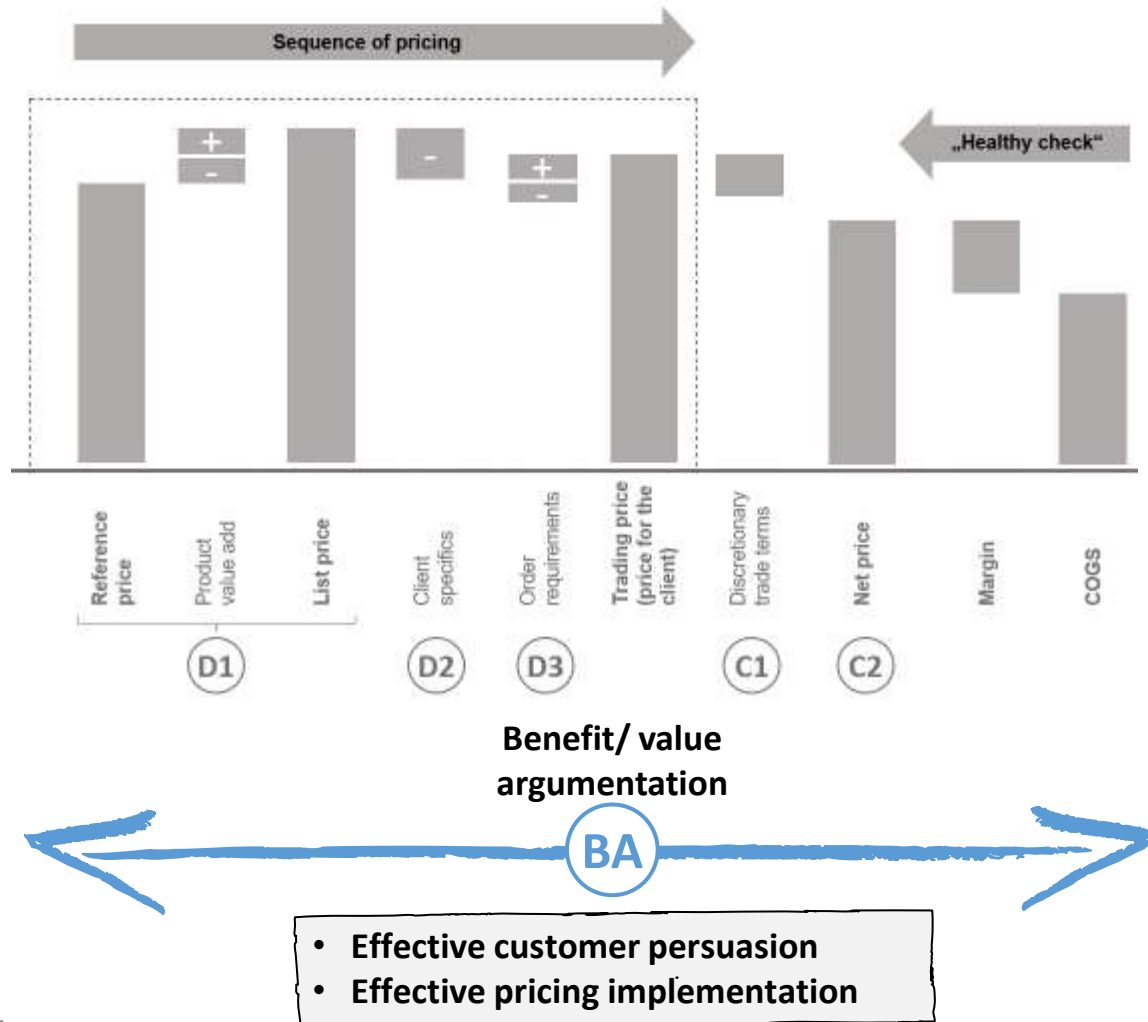 Sequence of pricing
„Healthy check“
+
-
-
+
-
Reference
price
Product
value add
List price
Client
specifics
Order
requirements
Trading price
(price for the
client)
Discretionary
trade terms
Net price
Margin
COGS
D1
D2
D3
C1
C2
Benefit/ value
argumentation
BA
• Effective customer persuasion
• Effective pricing implementation